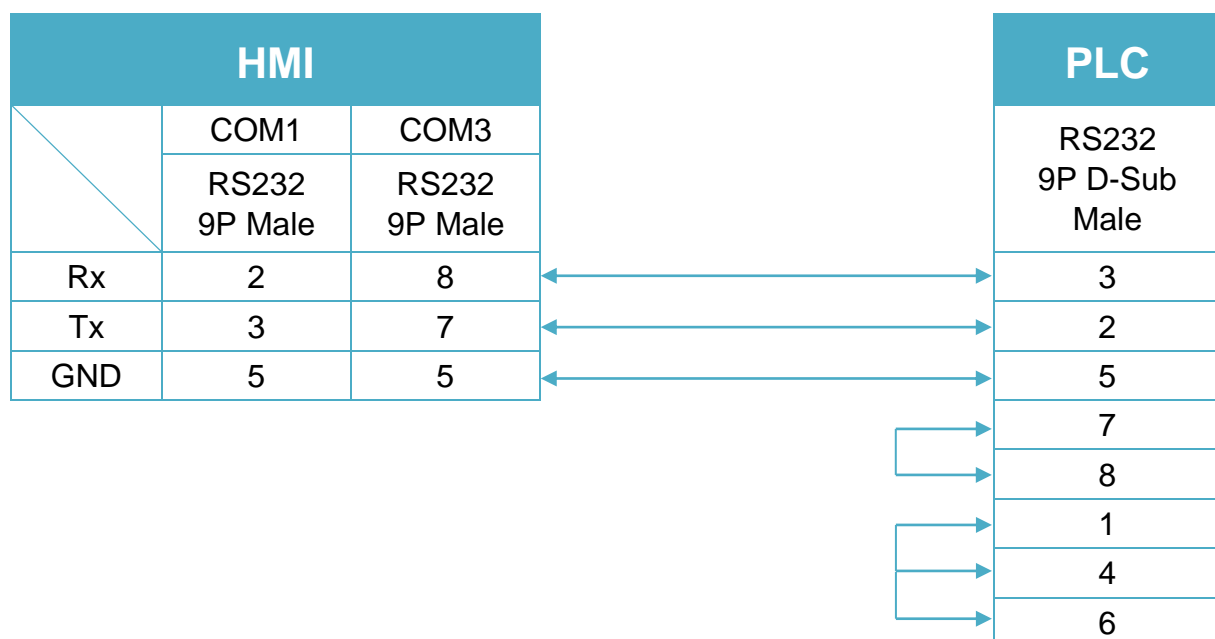 HMI
PLC
COM1
COM3
RS232
9P D-Sub
Male
RS232
9P Male
RS232
9P Male
Rx
2
8
3
Tx
3
7
2
GND
5
5
5
7
8
1
4
6